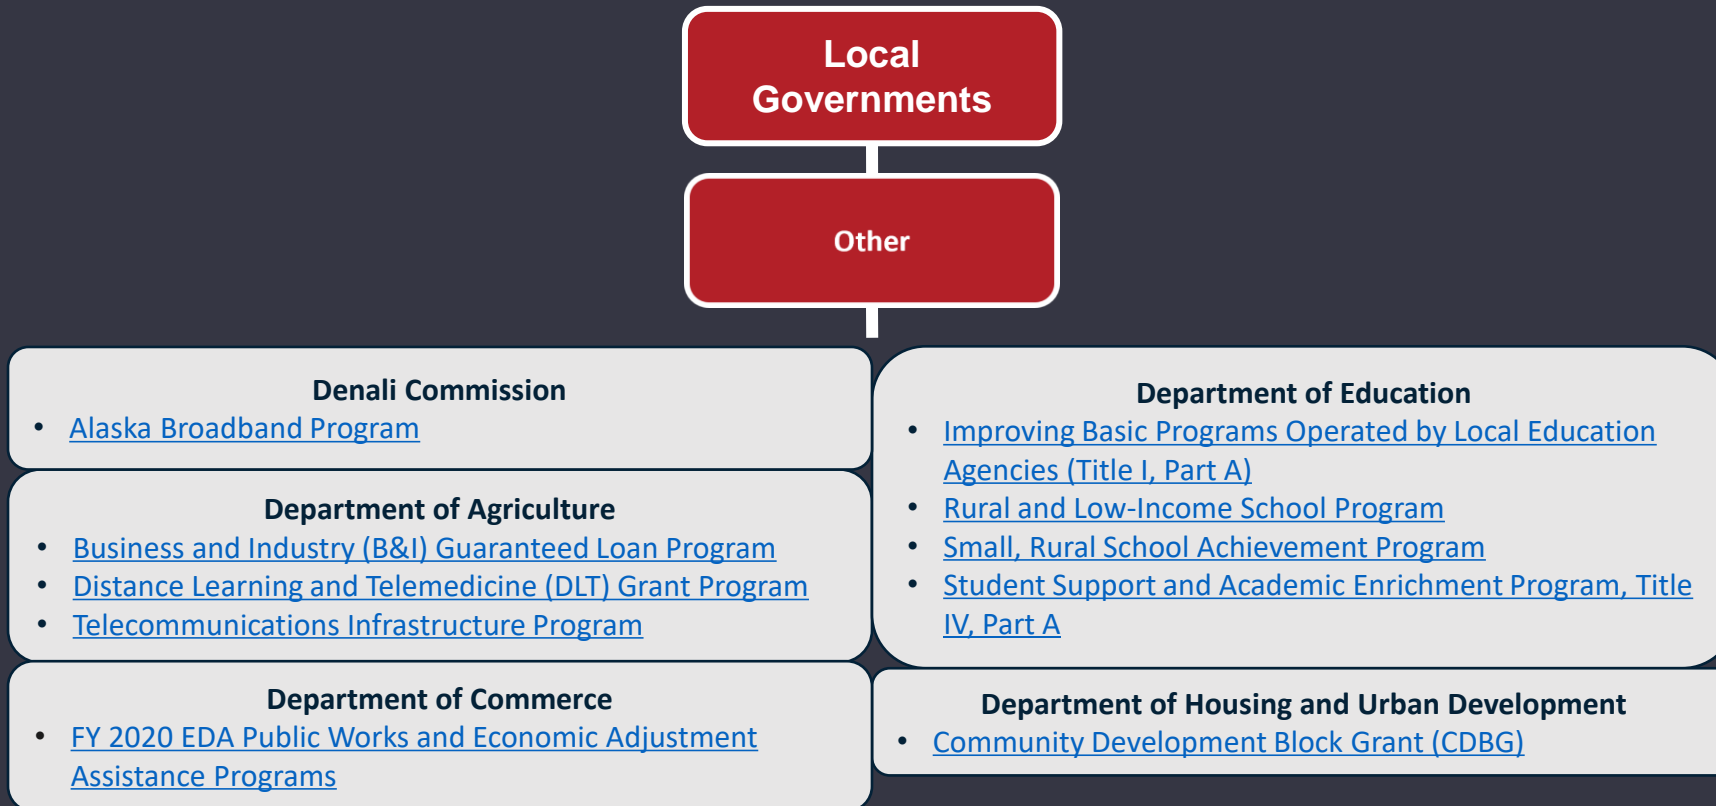 Local
Governments
Other
Denali Commission
• Alaska Broadband Program
Department of Agriculture
• Business and Industry (B&I) Guaranteed Loan Program
• Distance Learning and Telemedicine (DLT) Grant Program
• Telecommunications Infrastructure Program
Department of Commerce
• FY 2020 EDA Public Works and Economic Adjustment
Assistance Programs
Department of Education
• Improving Basic Programs Operated by Local Education
Agencies (Title I, Part A)
• Rural and Low-Income School Program
• Small, Rural School Achievement Program
• Student Support and Academic Enrichment Program, Title
IV, Part A
Department of Housing and Urban Development
• Community Development Block Grant (CDBG)